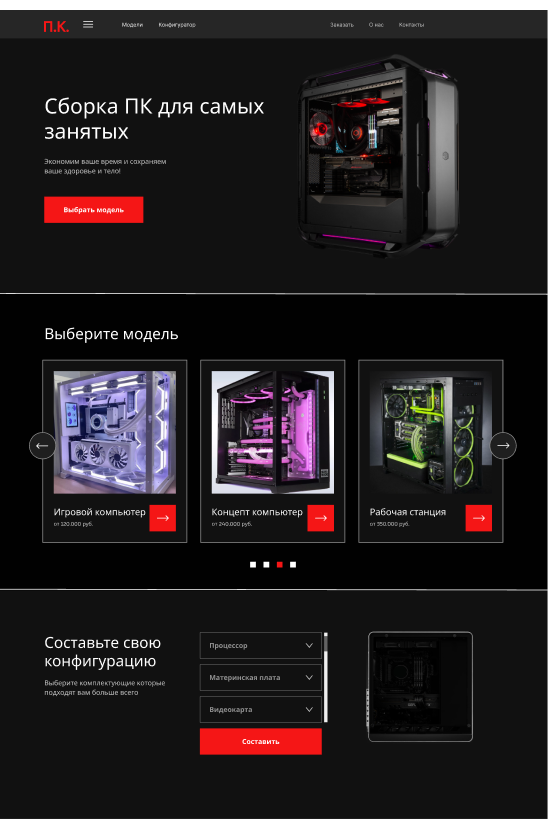 П.К.
Модели
Конфигуратор
Заказать
О нас
Контакты
Сборка ПК для самых
занятых
Экономим ваше время и сохраняем
ваше здоровье и тело!
Выбрать модель
Выберите модель
Игровой компьютер
от 120.000 руб.
Концепт компьютер
от 240.000 руб.
Рабочая станция
от 350.000 руб.
Составьте свою
конфигурацию
Выберите комплектующие которые
подходят вам больше всего
Процессор
Материнская плата
Видеокарта
Составить